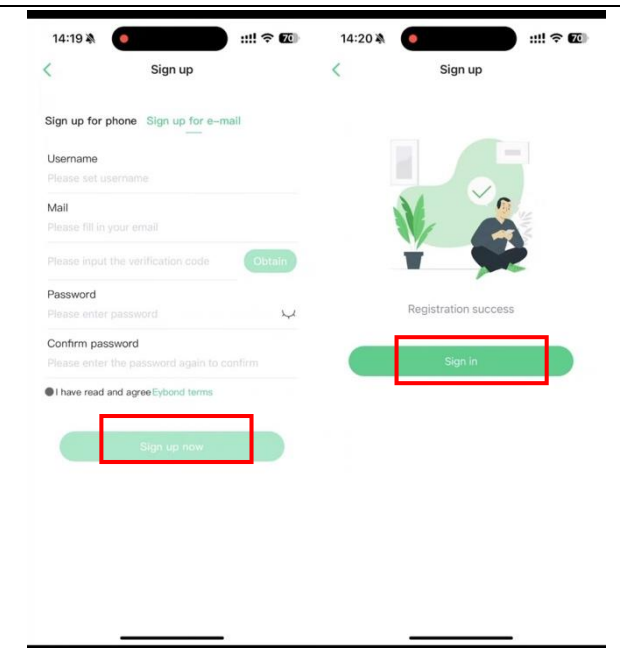 14:19
70
Sign up
Sign up for phone Sign up for e-mail
Username
Please set username
Mail
Please fill in your email
Please input the verification code
Obtain
Password
Please enter password
Confirm password
Please enter the password again to confirm
I have read and agree Eybond terms
Sign up now
14:20
70
Sign up
Registration success
Sign in